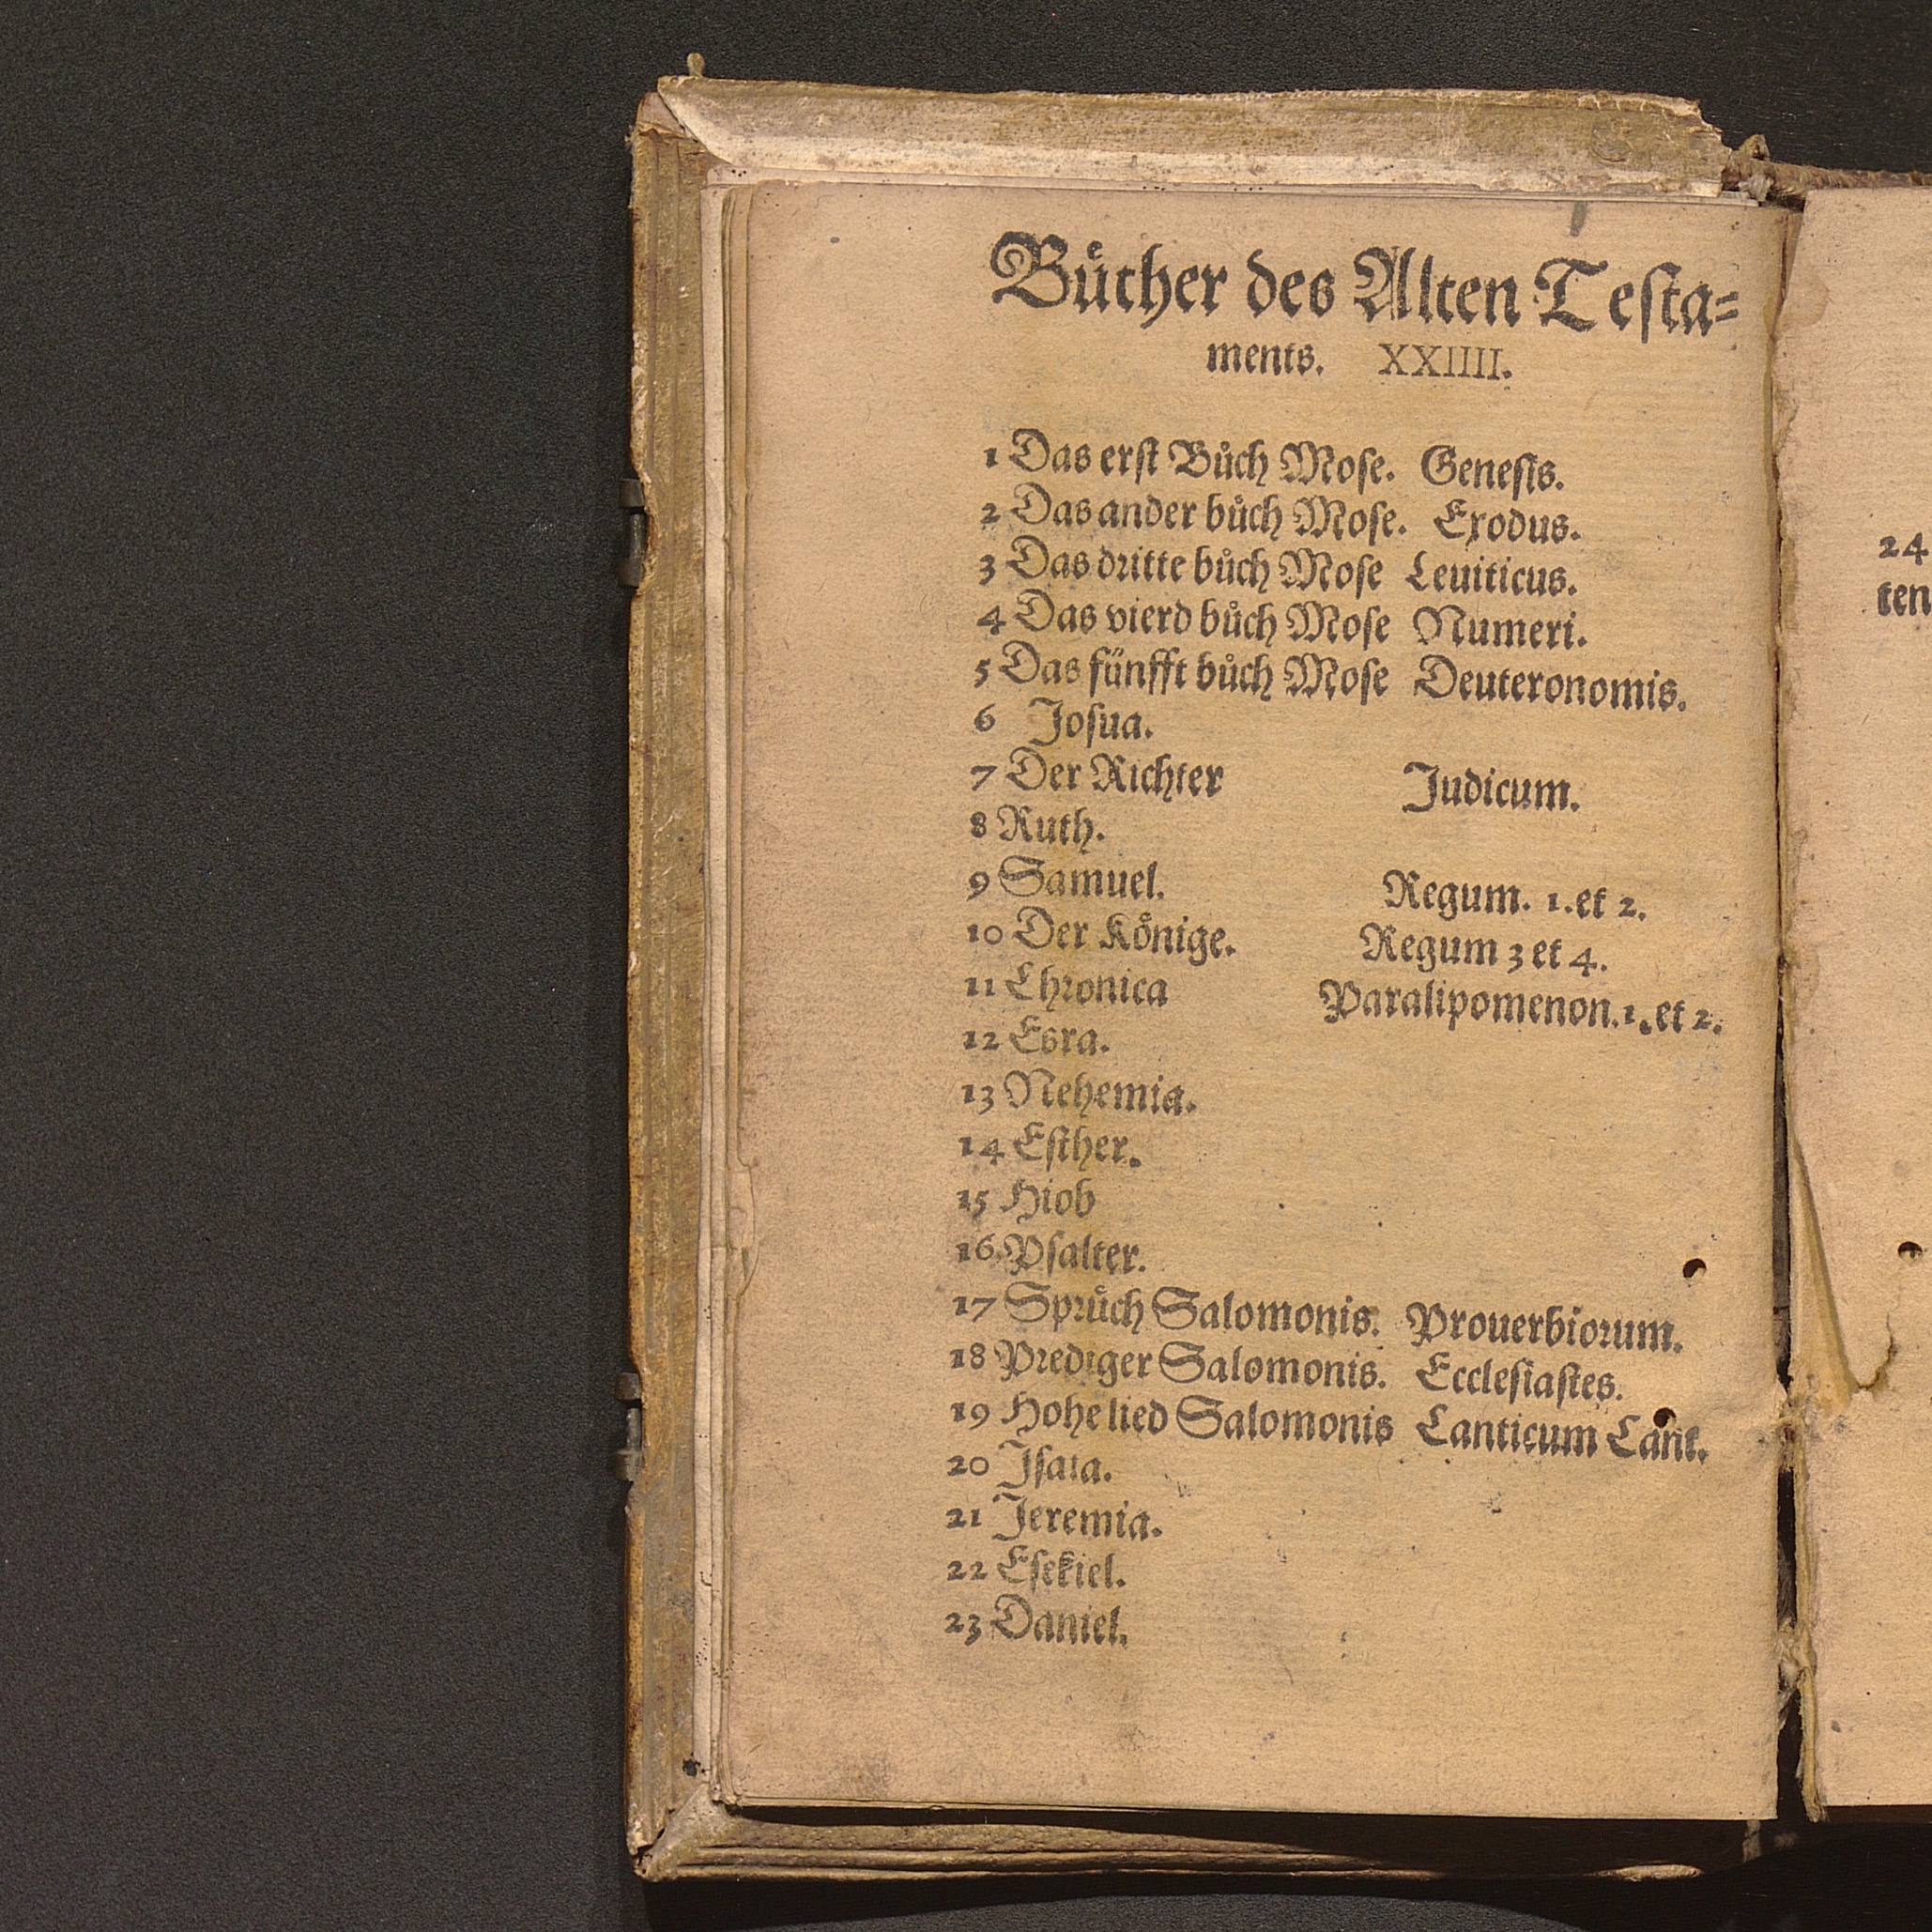 Bücher des Alten Testa=
ments. XXIIII.
1 Das erst Bůch Mose. Genesis.
2 Das ander bůch Mose. Exodus.
3 Das dritte bůch Mose Leuiticus.
4 Das vierd bůch Mose Numeri.
5 Das fünfft bůch Mose Deuteronomis.
6 Josua.
7 Der Richter Judicum.
8 Ruth.
9 Samuel. Regum. 1. et 2.
10 Der Könige. Regum 3 et 4.
11 Chronica Paralipomenon. 1. et 2.
12 Esra.
13 Nehemia.
14 Esther.
15 Hiob
16 Psalter.
17 Sprůch Salomonis. Prouerbiorum.
18 Prediger Salomonis. Ecclesiastes.
19 Hohelied Salomonis Canticum Cant.
20 Jsaia.
21 Jeremia.
22 Esekiel.
23 Daniel.
24
ten